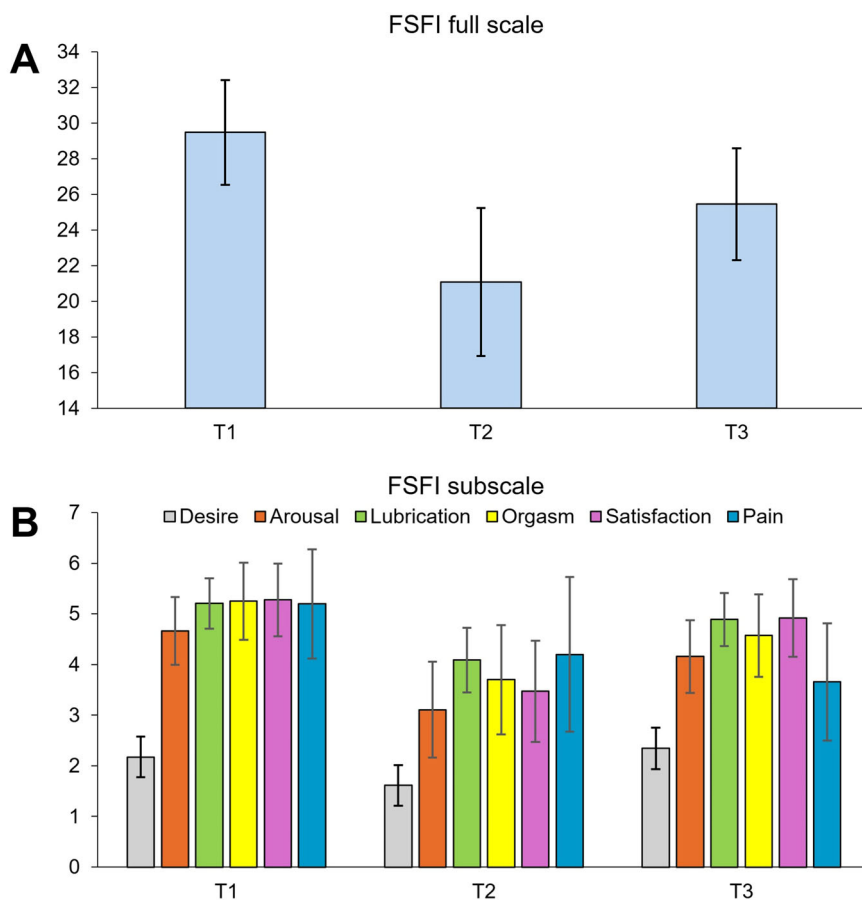 FSFI full scale
A
34
32
30
28
26
24
22
20
18
16
14
T1 T2 T3
FSFI subscale
B
7
Desire Arousal Lubrication Orgasm Satisfaction Pain
6
5
4
3
2
1
0
T1 T2 T3